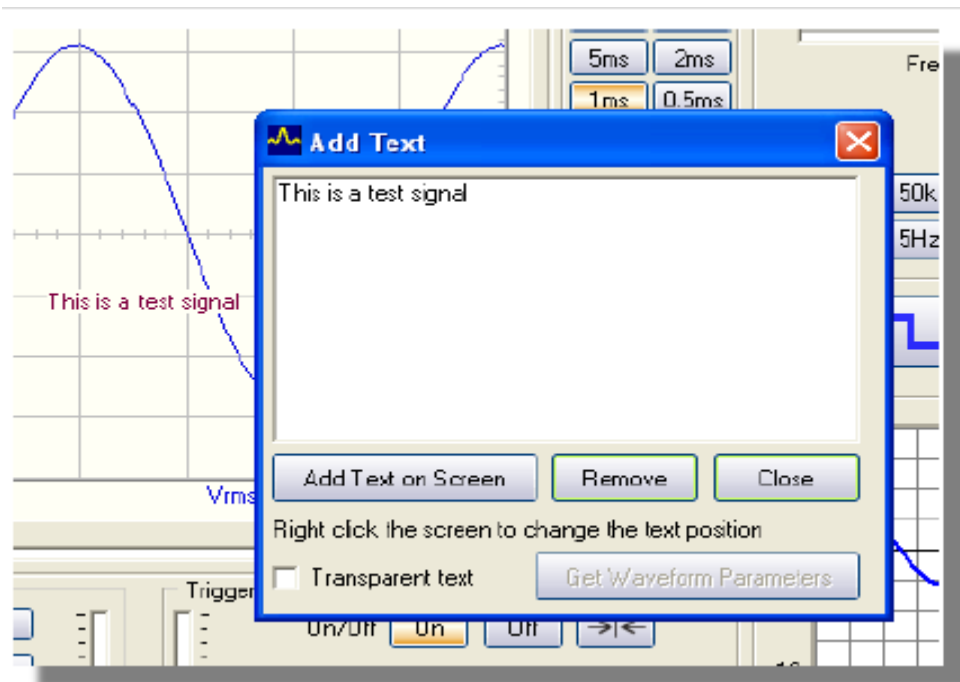 5ms 2ms
Fre
1ms 0.5ms
Add Text
This is a test signal
50k
5Hz
This is a test signal
Add Text on Screen Remove Close
Vrms
Right click the screen to change the text position
Transparent text Get Waveform Parameters
Trigger
On/Off On Off